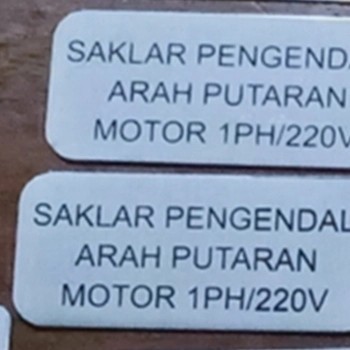 SAKLAR PENGENDA
ARAH PUTARAN
MOTOR 1PH/220V
SAKLAR PENGENDAL
ARAH PUTARAN
MOTOR 1PH/220V